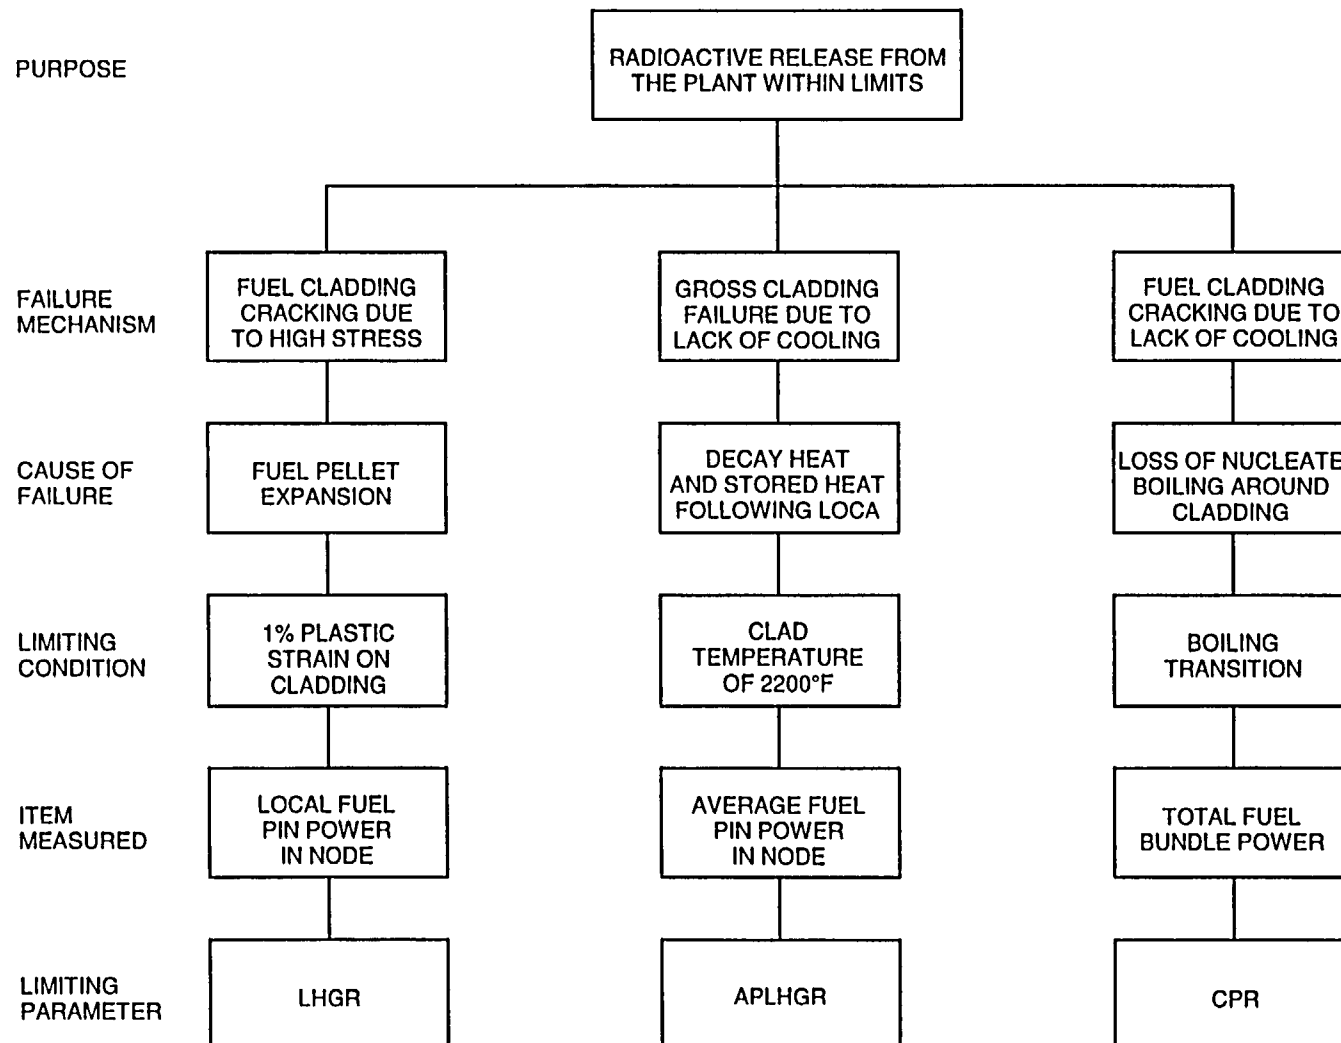 PURPOSE
RADIOACTIVE RELEASE FROM
THE PLANT WITHIN LIMITS
FAILURE
MECHANISM
FUEL CLADDING
CRACKING DUE
TO HIGH STRESS
GROSS CLADDING
FAILURE DUE TO
LACK OF COOLING
FUEL CLADDING
CRACKING DUE TO
LACK OF COOLING
CAUSE OF
FAILURE
FUEL PELLET
EXPANSION
DECAY HEAT
AND STORED HEAT
FOLLOWING LOCA
LOSS OF NUCLEATE
BOILING AROUND
CLADDING
LIMITING
CONDITION
1% PLASTIC
STRAIN ON
CLADDING
CLAD
TEMPERATURE
OF 2200°F
BOILING
TRANSITION
ITEM
MEASURED
LOCAL FUEL
PIN POWER
IN NODE
AVERAGE FUEL
PIN POWER
IN NODE
TOTAL FUEL
BUNDLE POWER
LIMITING
PARAMETER
LHGR
APLHGR
CPR